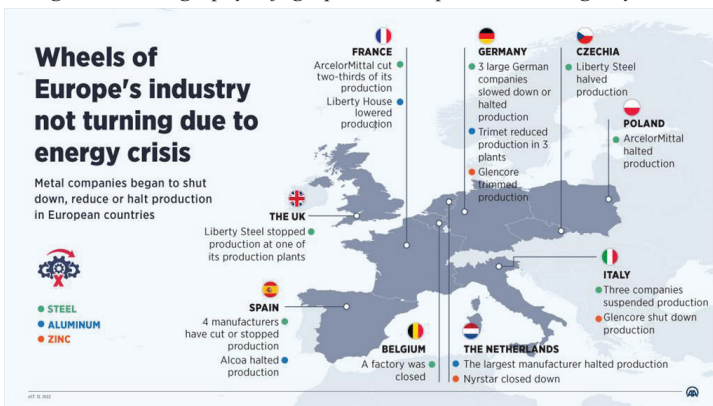 Wheels of
Europe's industry
not turning due to
energy crisis
Metal companies began to shut
down, reduce or halt production
in European countries
STEEL
ALUMINUM
ZINC
FRANCE
ArcelorMittal cut
two-thirds of its
production
Liberty House
lowered
production
GERMANY
3 large German
companies
slowed down or
halted
production
Trimet reduced
production in 3
plants
Glencore
trimmed
production
CZECHIA
Liberty Steel
halved
production
POLAND
ArcelorMittal
halted
production
THE UK
Liberty Steel stopped
production at one of
its production plants
SPAIN
4 manufacturers
have cut or stopped
production
Alcoa halted
production
BELGIUM
A factory was
closed
THE NETHERLANDS
The largest manufacturer halted production
Nyrstar closed down
ITALY
Three companies
suspended production
Glencore shut down
production